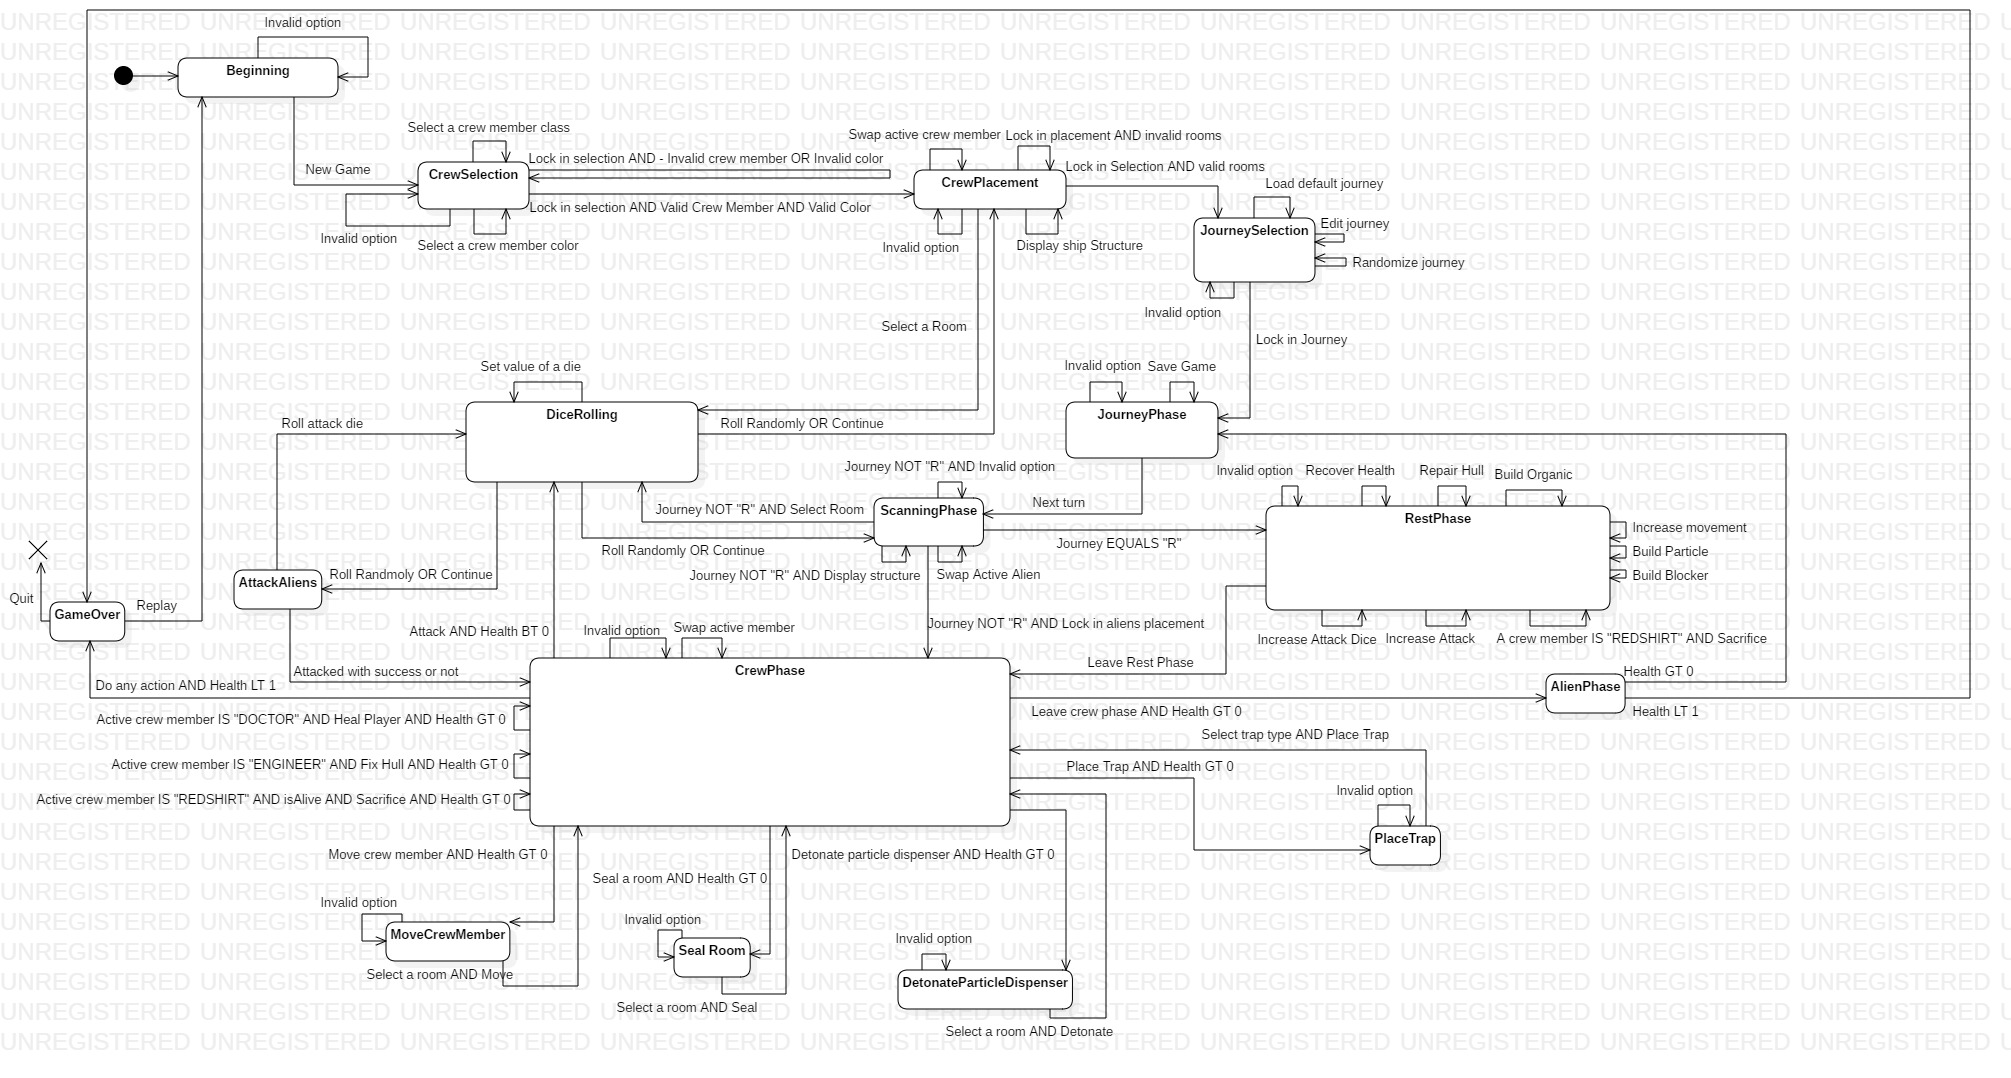 Invalid option
Beginning
Select a crew member class
Swap active crew member
Lock in placement AND invalid rooms
Lock in selection AND - Invalid crew member OR Invalid color
Lock in Selection AND valid rooms
New Game
CrewSelection
CrewPlacement
Load default journey
Lock in selection AND Valid Crew Member AND Valid Color
Edit journey
JourneySelection
Invalid option
Select a crew member color
Invalid option
Display ship Structure
Randomize journey
Invalid option
Select a Room
Lock in Journey
Set value of a die
Invalid option
Save Game
DiceRolling
JourneyPhase
Roll attack die
Roll Randomly OR Continue
Journey NOT "R" AND Invalid option
Invalid option
Recover Health
Repair Hull
Build Organic
Next turn
Journey NOT "R" AND Select Room
ScanningPhase
RestPhase
Increase movement
Roll Randomly OR Continue
Journey EQUALS "R"
Build Particle
Roll Randmoly OR Continue
Journey NOT "R" AND Display structure
Swap Active Alien
Build Blocker
AttackAliens
Quit
GameOver
Replay
Attack AND Health BT 0
Invalid option
Swap active member
Journey NOT "R" AND Lock in aliens placement
Increase Attack Dice
Increase Attack
A crew member IS "REDSHIRT" AND Sacrifice
Leave Rest Phase
Attacked with success or not
CrewPhase
Health GT 0
Do any action AND Health LT 1
AlienPhase
Leave crew phase AND Health GT 0
Health LT 1
Active crew member IS "DOCTOR" AND Heal Player AND Health GT 0
Select trap type AND Place Trap
Active crew member IS "ENGINEER" AND Fix Hull AND Health GT 0
Place Trap AND Health GT 0
Active crew member IS "REDSHIRT" AND isAlive AND Sacrifice AND Health GT 0
Invalid option
PlaceTrap
Move crew member AND Health GT 0
Detonate particle dispenser AND Health GT 0
Seal a room AND Health GT 0
Invalid option
Invalid option
MoveCrewMember
Invalid option
Seal Room
Select a room AND Move
DetonateParticleDispenser
Select a room AND Seal
Select a room AND Detonate